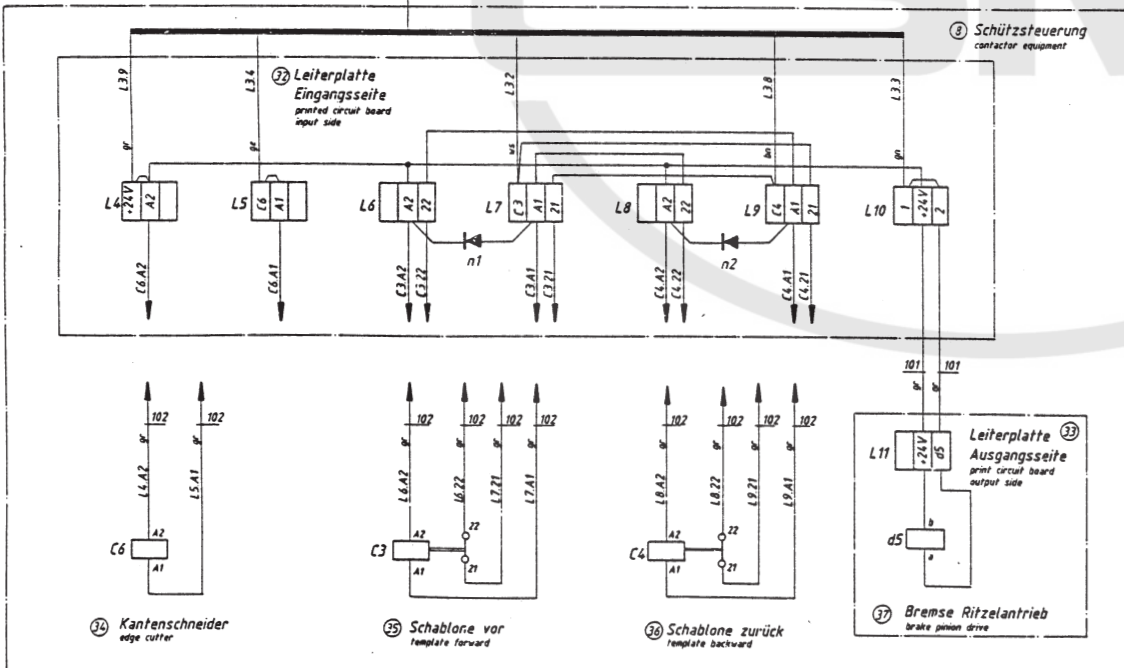 8 Schützsteuerung
contactor equipment
32 Leiterplatte
Eingangsseite
printed circuit board
input side
L3.9
L3.4
L3.2
L3.8
L3.3
gr
ge
ws
bn
gn
L4 +24V A2
L5 C6 A1
L6 A2 22
L7 C3 A1 21
L8 A2 22
L9 C4 A1 21
L10 1 +24V 2
n1
n2
C6.A2
C6.A1
C3.A2
C3.22
C3.A1
C3.21
C4.A2
C4.22
C4.A1
C4.21
101 101
gr gr
102 102 102 102 102 102 102 102 102 102
gr gr gr gr gr gr gr gr gr gr
L4.A2
L5.A1
L6.A2
L6.22
L7.21
L7.A1
L8.A2
L8.22
L9.21
L9.A1
L11 +24V d5
Leiterplatte 33
Ausgangsseite
print circuit board
output side
C6 A2 A1
C3 A2 A1 22 21
C4 A2 A1 22 21
d5 b a
34 Kantenschneider
edge cutter
35 Schablone vor
template forward
36 Schablone zurück
template backward
37 Bremse Ritzelantrieb
brake pinion drive